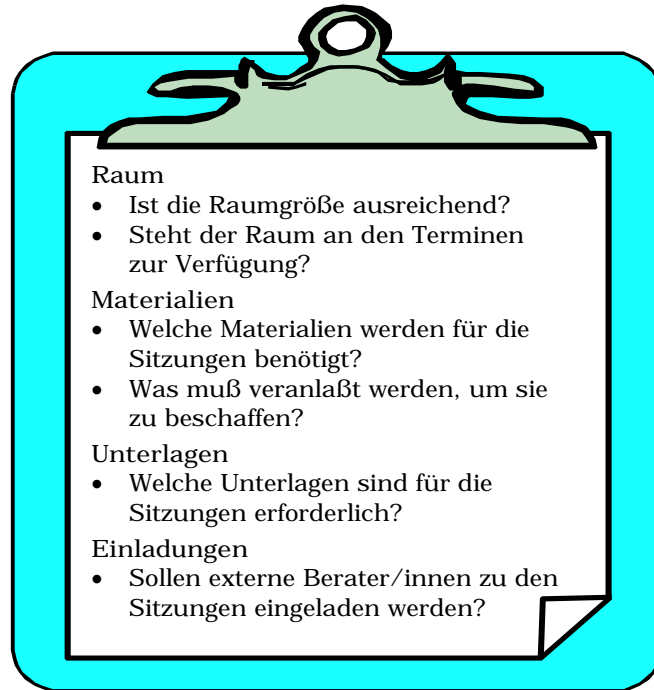 Raum
• Ist die Raumgröße ausreichend?
• Steht der Raum an den Terminen
zur Verfügung?
Materialien
• Welche Materialien werden für die
Sitzungen benötigt?
• Was muß veranlaßt werden, um sie
zu beschaffen?
Unterlagen
• Welche Unterlagen sind für die
Sitzungen erforderlich?
Einladungen
• Sollen externe Berater/innen zu den
Sitzungen eingeladen werden?